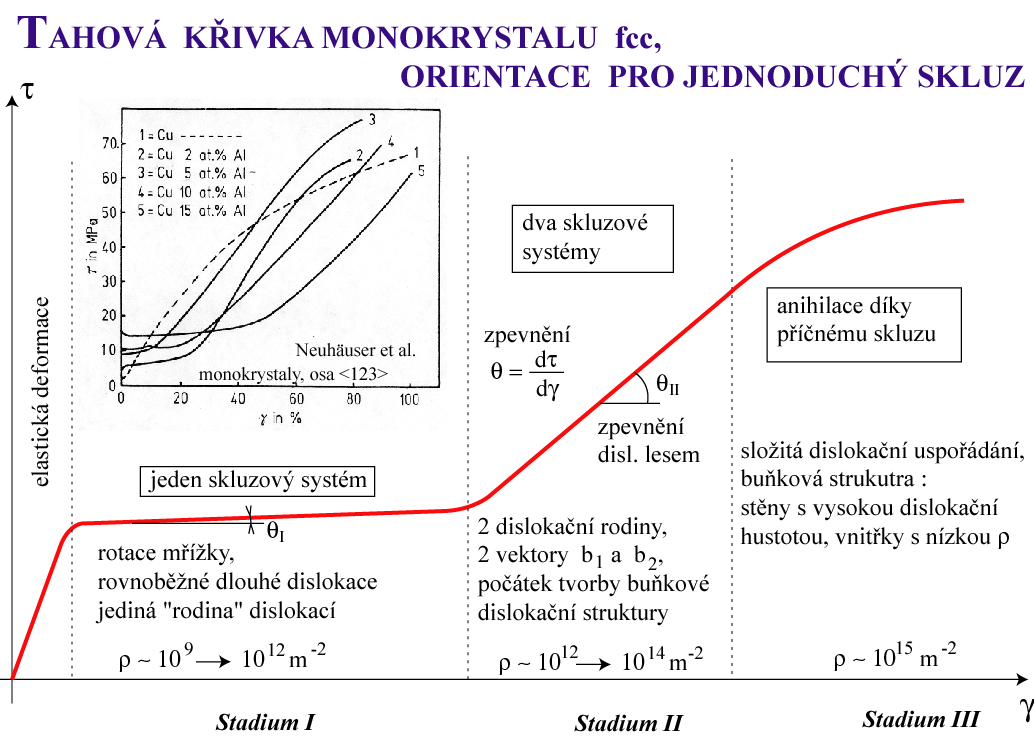 TAHOVÁ KŘIVKA MONOKRYSTALU fcc,
ORIENTACE PRO JEDNODUCHÝ SKLUZ
τ
1 = Cu -------
2 = Cu 2 at.% Al
3 = Cu 5 at.% Al
4 = Cu 10 at.% Al
5 = Cu 15 at.% Al
3
4
2
1
5
70
60
50
40
30
20
10
0
τ in MPa
Neuhäuser et al.
monokrystaly, osa <123>
0 20 40 60 80 100
γ in %
elastická deformace
jeden skluzový systém
θI
rotace mřížky,
rovnoběžné dlouhé dislokace
jediná "rodina" dislokací
ρ ~ 10^9 → 10^12 m^-2
dva skluzové
systémy
zpevnění
θ = dτ/dγ
θII
zpevnění
disl. lesem
2 dislokační rodiny,
2 vektory b1 a b2,
počátek tvorby buňkové
dislokační struktury
ρ ~ 10^12 → 10^14 m^-2
anihilace díky
příčnému skluzu
složitá dislokační uspořádání,
buňková strukutra :
stěny s vysokou dislokační
hustotou, vnitřky s nízkou ρ
ρ ~ 10^15 m^-2
γ
Stadium I
Stadium II
Stadium III